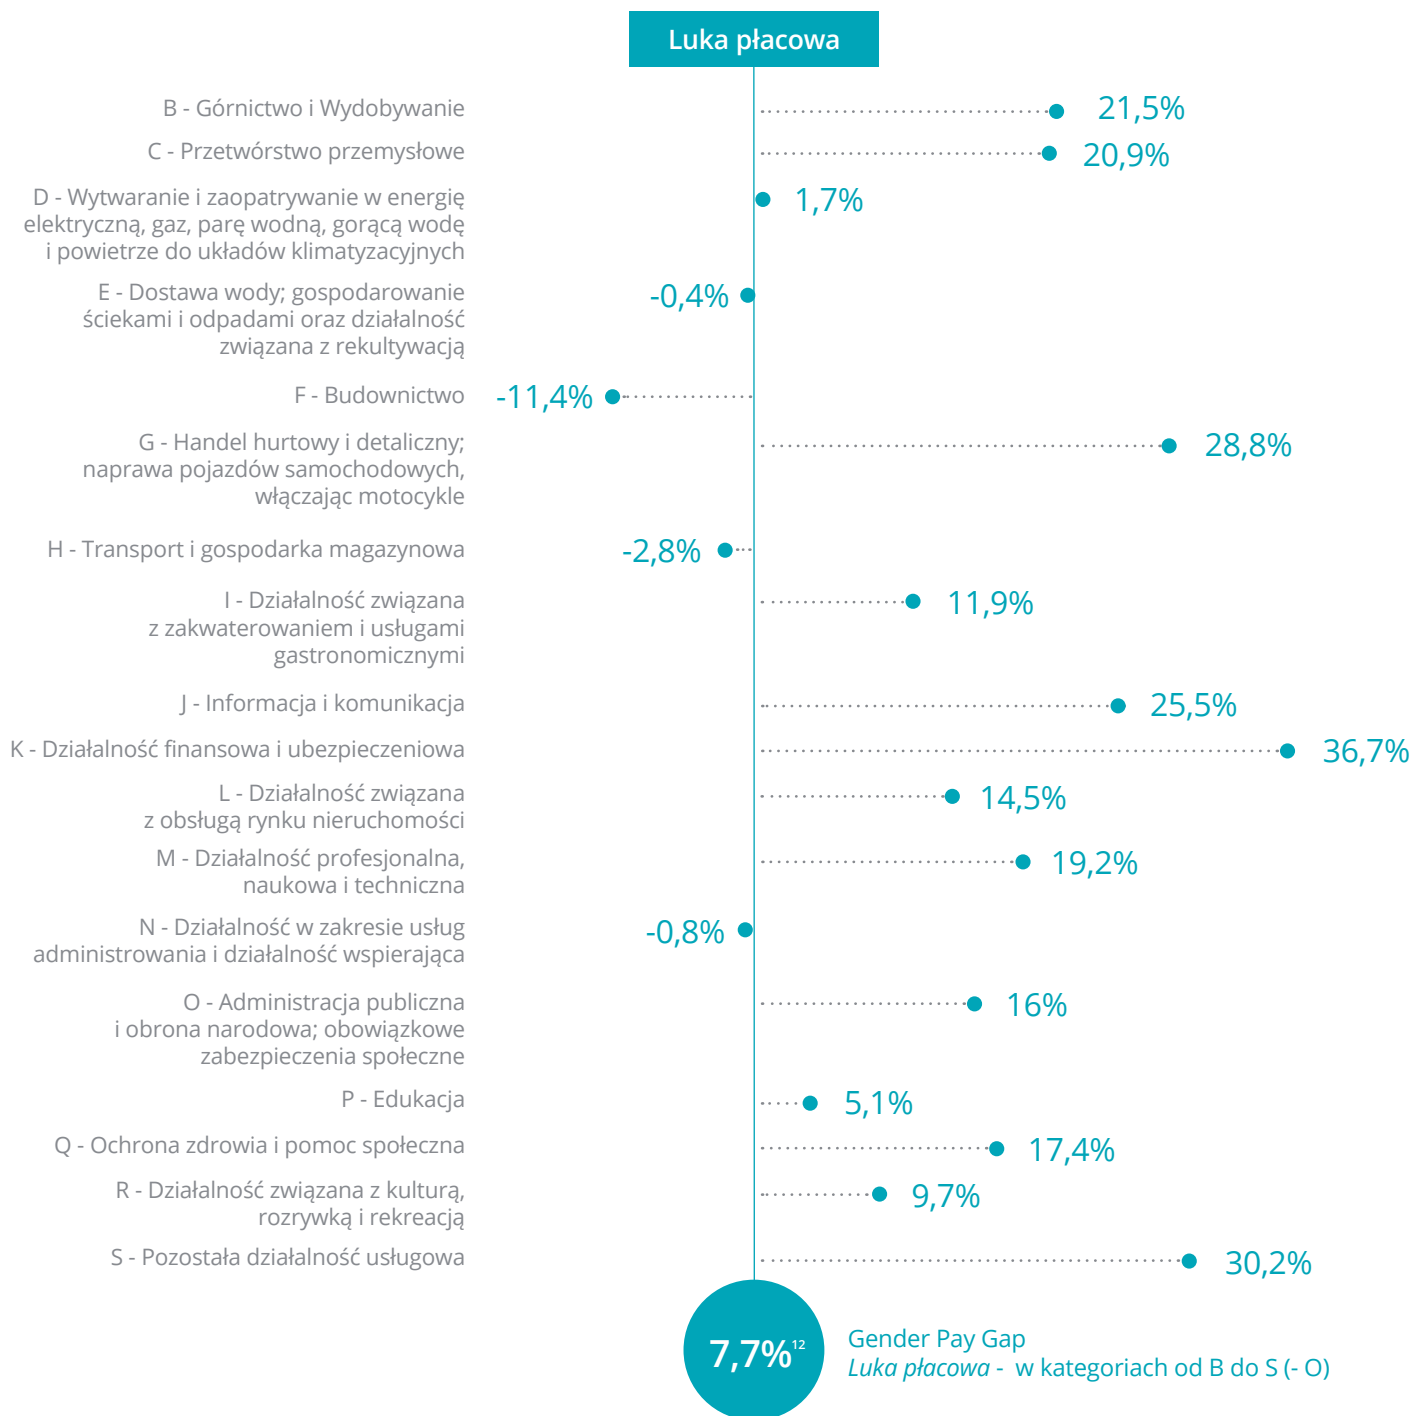 Luka płacowa
B - Górnictwo i Wydobywanie
21,5%
C - Przetwórstwo przemysłowe
20,9%
D - Wytwaranie i zaopatrywanie w energię
elektryczną, gaz, parę wodną, gorącą wodę
i powietrze do układów klimatyzacyjnych
1,7%
E - Dostawa wody; gospodarowanie
ściekami i odpadami oraz działalność
związana z rekultywacją
-0,4%
F - Budownictwo
-11,4%
G - Handel hurtowy i detaliczny;
naprawa pojazdów samochodowych,
włączając motocykle
28,8%
H - Transport i gospodarka magazynowa
-2,8%
I - Działalność związana
z zakwaterowaniem i usługami
gastronomicznymi
11,9%
J - Informacja i komunikacja
25,5%
K - Działalność finansowa i ubezpieczeniowa
36,7%
L - Działalność związana
z obsługą rynku nieruchomości
14,5%
M - Działalność profesjonalna,
naukowa i techniczna
19,2%
N - Działalność w zakresie usług
administrowania i działalność wspierająca
-0,8%
O - Administracja publiczna
i obrona narodowa; obowiązkowe
zabezpieczenia społeczne
16%
P - Edukacja
5,1%
Q - Ochrona zdrowia i pomoc społeczna
17,4%
R - Działalność związana z kulturą,
rozrywką i rekreacją
9,7%
S - Pozostała działalność usługowa
30,2%
7,7%¹²
Gender Pay Gap
Luka płacowa - w kategoriach od B do S (- O)